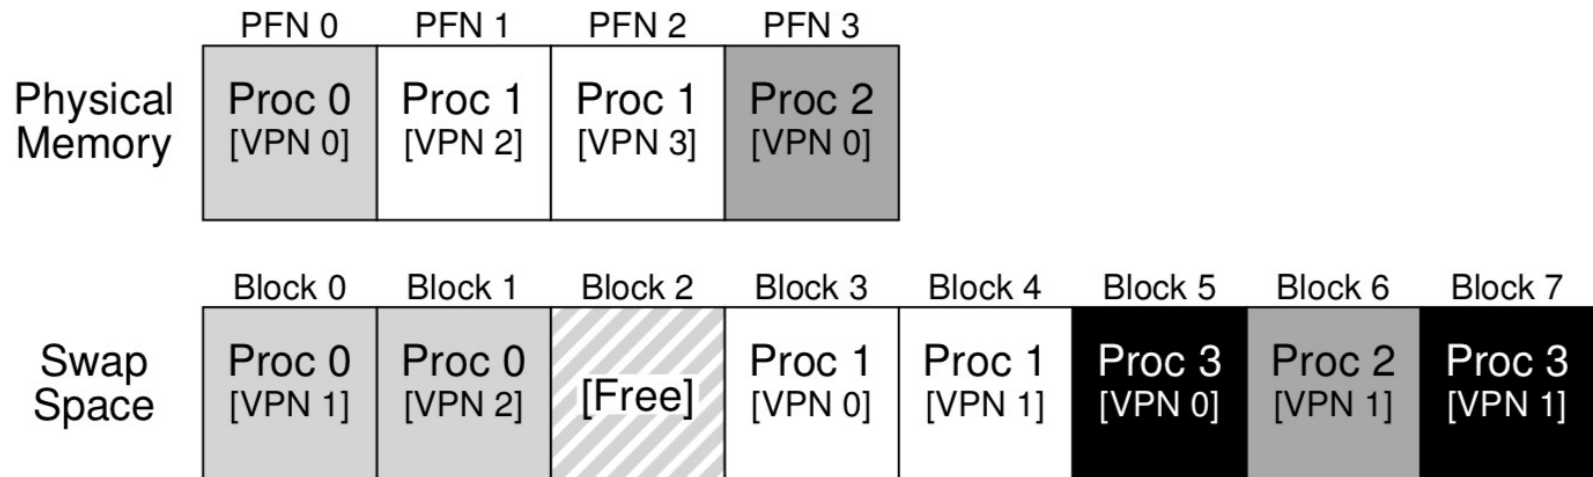 PFN 0 PFN 1 PFN 2 PFN 3
Physical Memory
Proc 0 Proc 1 Proc 1 Proc 2
[VPN 0] [VPN 2] [VPN 3] [VPN 0]
Block 0 Block 1 Block 2 Block 3 Block 4 Block 5 Block 6 Block 7
Swap Space
Proc 0 Proc 0 [Free] Proc 1 Proc 1 Proc 3 Proc 2 Proc 3
[VPN 1] [VPN 2] [VPN 0] [VPN 1] [VPN 0] [VPN 1] [VPN 1]